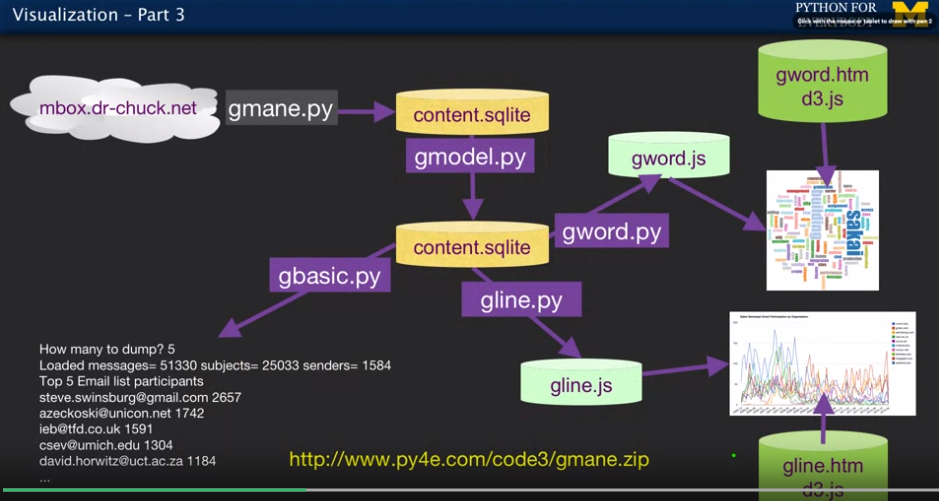 Visualization – Part 3
PYTHON FOR
EVERYBODY
Click with the mouse or tablet to draw with pen 2
mbox.dr-chuck.net
gmane.py
content.sqlite
gword.htm
d3.js
gmodel.py
gword.js
sakai
content.sqlite
gword.py
gbasic.py
gline.py
How many to dump? 5
Loaded messages= 51330 subjects= 25033 senders= 1584
Top 5 Email list participants
steve.swinsburg@gmail.com 2657
azeckoski@unicon.net 1742
ieb@tfd.co.uk 1591
csev@umich.edu 1304
david.horwitz@uct.ac.za 1184
...
gline.js
http://www.py4e.com/code3/gmane.zip
gline.htm
d3.js